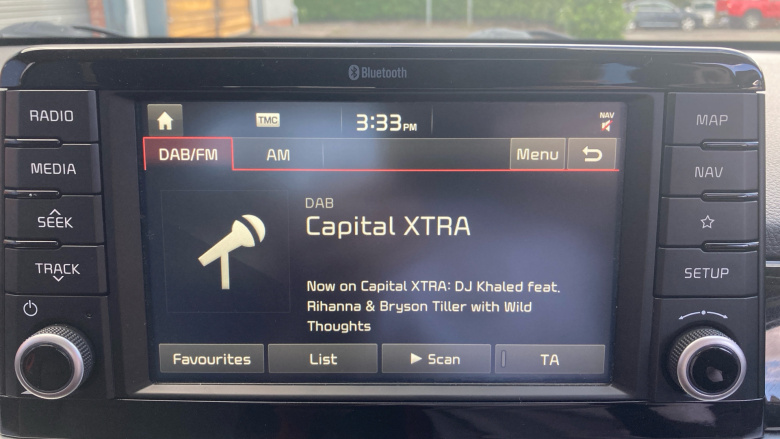 Bluetooth
RADIO
MEDIA
SEEK
TRACK
TMC
3:33PM
NAV
DAB/FM
AM
Menu
DAB
Capital XTRA
Now on Capital XTRA: DJ Khaled feat.
Rihanna & Bryson Tiller with Wild
Thoughts
Favourites
List
Scan
TA
MAP
NAV
SETUP